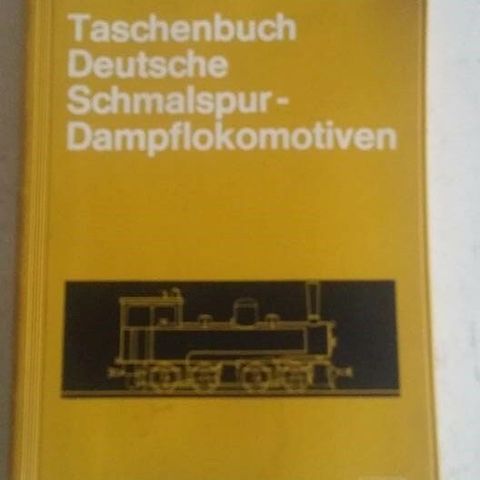 Taschenbuch
Deutsche
Schmalspur-
Dampflokomotiven